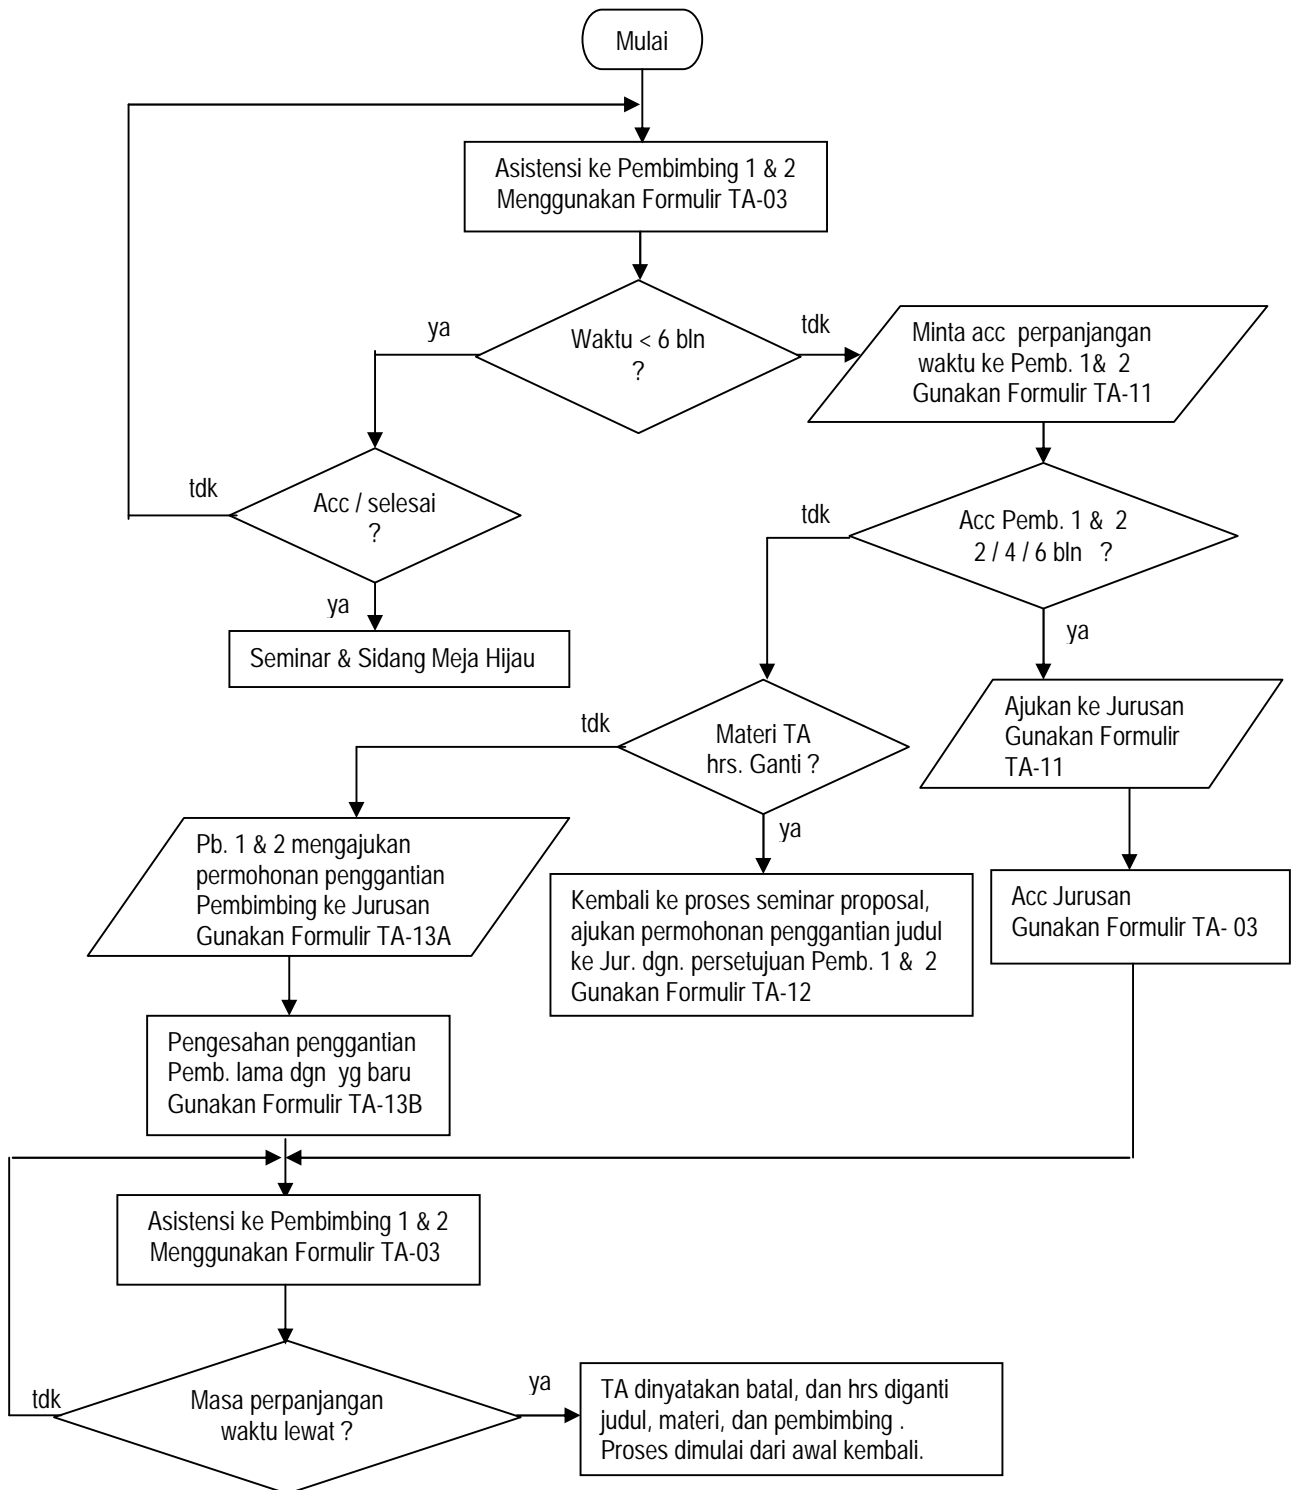 Mulai
Asistensi ke Pembimbing 1 & 2
Menggunakan Formulir TA-03
Waktu < 6 bln
?
ya
tdk
Minta acc perpanjangan
waktu ke Pemb. 1& 2
Gunakan Formulir TA-11
Acc / selesai
?
tdk
ya
Seminar & Sidang Meja Hijau
Acc Pemb. 1 & 2
2 / 4 / 6 bln ?
tdk
ya
Ajukan ke Jurusan
Gunakan Formulir
TA-11
Materi TA
hrs. Ganti ?
tdk
ya
Pb. 1 & 2 mengajukan
permohonan penggantian
Pembimbing ke Jurusan
Gunakan Formulir TA-13A
Kembali ke proses seminar proposal,
ajukan permohonan penggantian judul
ke Jur. dgn. persetujuan Pemb. 1 & 2
Gunakan Formulir TA-12
Acc Jurusan
Gunakan Formulir TA- 03
Pengesahan penggantian
Pemb. lama dgn yg baru
Gunakan Formulir TA-13B
Asistensi ke Pembimbing 1 & 2
Menggunakan Formulir TA-03
Masa perpanjangan
waktu lewat ?
tdk
ya
TA dinyatakan batal, dan hrs diganti
judul, materi, dan pembimbing .
Proses dimulai dari awal kembali.